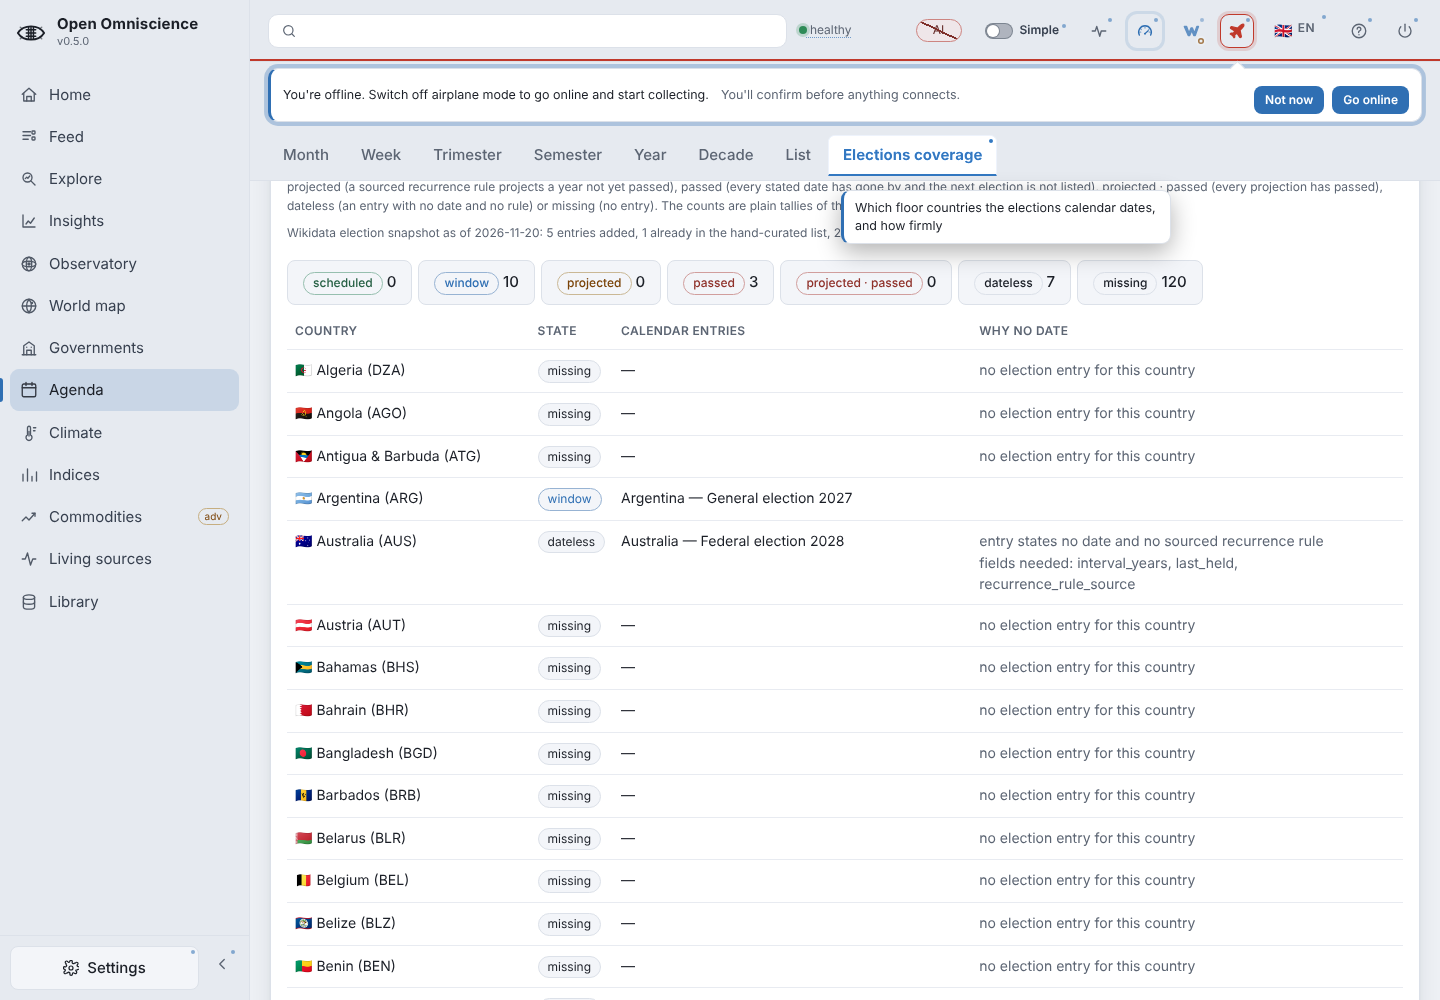 Open Omniscience
v0.5.0
healthy
AI
Simple
W
EN
You're offline. Switch off airplane mode to go online and start collecting. You'll confirm before anything connects.
Not now
Go online
Home
Feed
Explore
Insights
Observatory
World map
Governments
Agenda
Climate
Indices
Commodities adv
Living sources
Library
Settings
Month Week Trimester Semester Year Decade List Elections coverage
projected (a sourced recurrence rule projects a year not yet passed), passed (every stated date has gone by and the next election is not listed), projected · passed (every projection has passed),
dateless (an entry with no date and no rule) or missing (no entry). The counts are plain tallies of
Which floor countries the elections calendar dates,
and how firmly
Wikidata election snapshot as of 2026-11-20: 5 entries added, 1 already in the hand-curated list,
scheduled 0
window 10
projected 0
passed 3
projected · passed 0
dateless 7
missing 120
COUNTRY STATE CALENDAR ENTRIES WHY NO DATE
Algeria (DZA) missing — no election entry for this country
Angola (AGO) missing — no election entry for this country
Antigua & Barbuda (ATG) missing — no election entry for this country
Argentina (ARG) window Argentina — General election 2027
Australia (AUS) dateless Australia — Federal election 2028 entry states no date and no sourced recurrence rule
fields needed: interval_years, last_held,
recurrence_rule_source
Austria (AUT) missing — no election entry for this country
Bahamas (BHS) missing — no election entry for this country
Bahrain (BHR) missing — no election entry for this country
Bangladesh (BGD) missing — no election entry for this country
Barbados (BRB) missing — no election entry for this country
Belarus (BLR) missing — no election entry for this country
Belgium (BEL) missing — no election entry for this country
Belize (BLZ) missing — no election entry for this country
Benin (BEN) missing — no election entry for this country